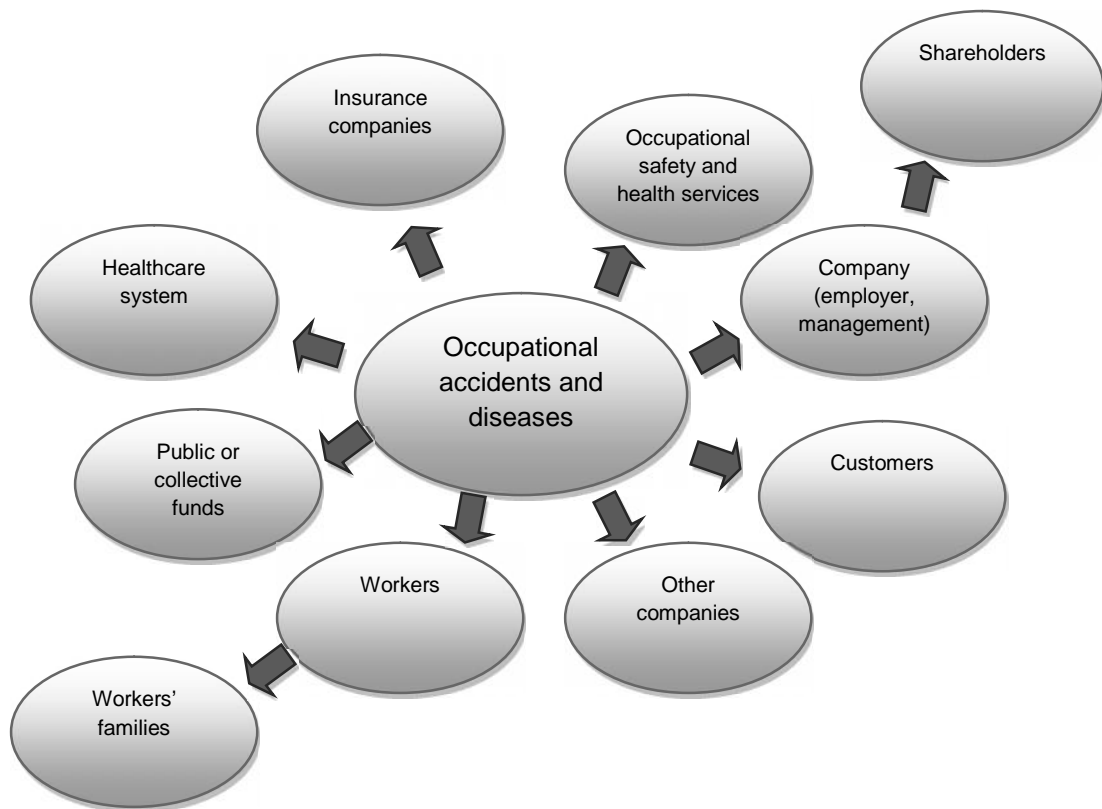 Shareholders
Insurance
companies
Occupational
safety and
health services
Healthcare
system
Company
(employer,
management)
Occupational
accidents and
diseases
Public or
collective
funds
Customers
Workers
Other
companies
Workers’
families